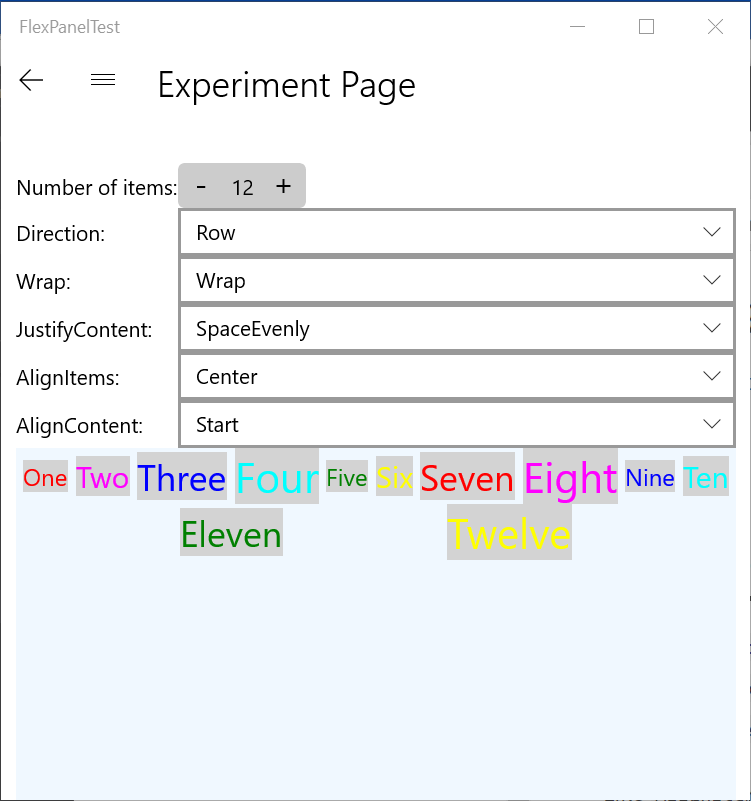 FlexPanelTest
Experiment Page
Number of items: - 12 +
Direction: Row
Wrap: Wrap
JustifyContent: SpaceEvenly
AlignItems: Center
AlignContent: Start
One Two Three Four Five Six Seven Eight Nine Ten
Eleven Twelve